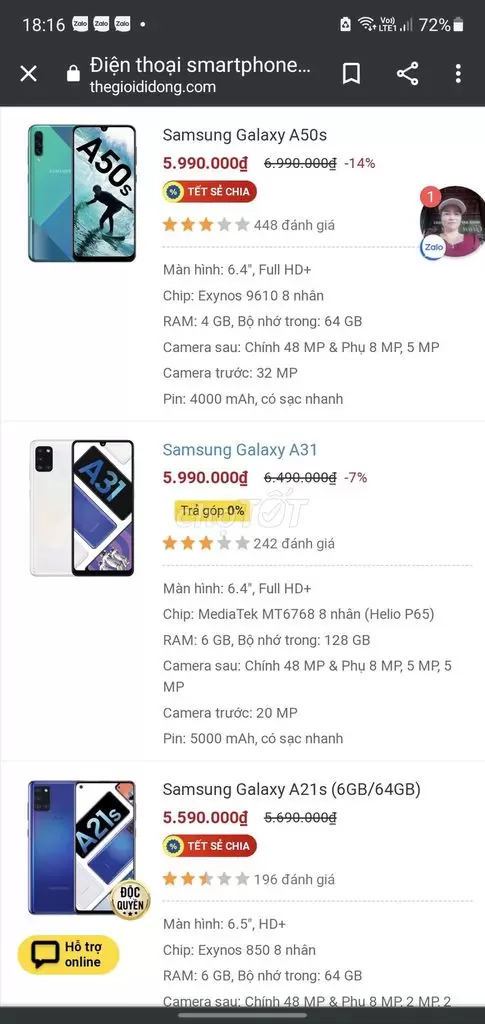 18:16 Zalo Zalo Zalo • Vo)) LTE1 72%
Điện thoại smartphone...
thegioididong.com
A50s
SAMSUNG
Samsung Galaxy A50s
5.990.000₫ 6.990.000₫ -14%
% TẾT SẺ CHIA
448 đánh giá
1
Zalo
Màn hình: 6.4", Full HD+
Chip: Exynos 9610 8 nhân
RAM: 4 GB, Bộ nhớ trong: 64 GB
Camera sau: Chính 48 MP & Phụ 8 MP, 5 MP
Camera trước: 32 MP
Pin: 4000 mAh, có sạc nhanh
A31
Samsung Galaxy A31
5.990.000₫ 6.490.000₫ -7%
Trả góp 0%
CHỢ TỐT
242 đánh giá
Màn hình: 6.4", Full HD+
Chip: MediaTek MT6768 8 nhân (Helio P65)
RAM: 6 GB, Bộ nhớ trong: 128 GB
Camera sau: Chính 48 MP & Phụ 8 MP, 5 MP, 5
MP
Camera trước: 20 MP
Pin: 5000 mAh, có sạc nhanh
A21s
ĐỘC
QUYỀN
Samsung Galaxy A21s (6GB/64GB)
5.590.000₫ 5.690.000₫
% TẾT SẺ CHIA
196 đánh giá
Màn hình: 6.5", HD+
Chip: Exynos 850 8 nhân
RAM: 6 GB, Bộ nhớ trong: 64 GB
Camera sau: Chính 48 MP & Phụ 8 MP, 2 MP, 2
Hỗ trợ
online